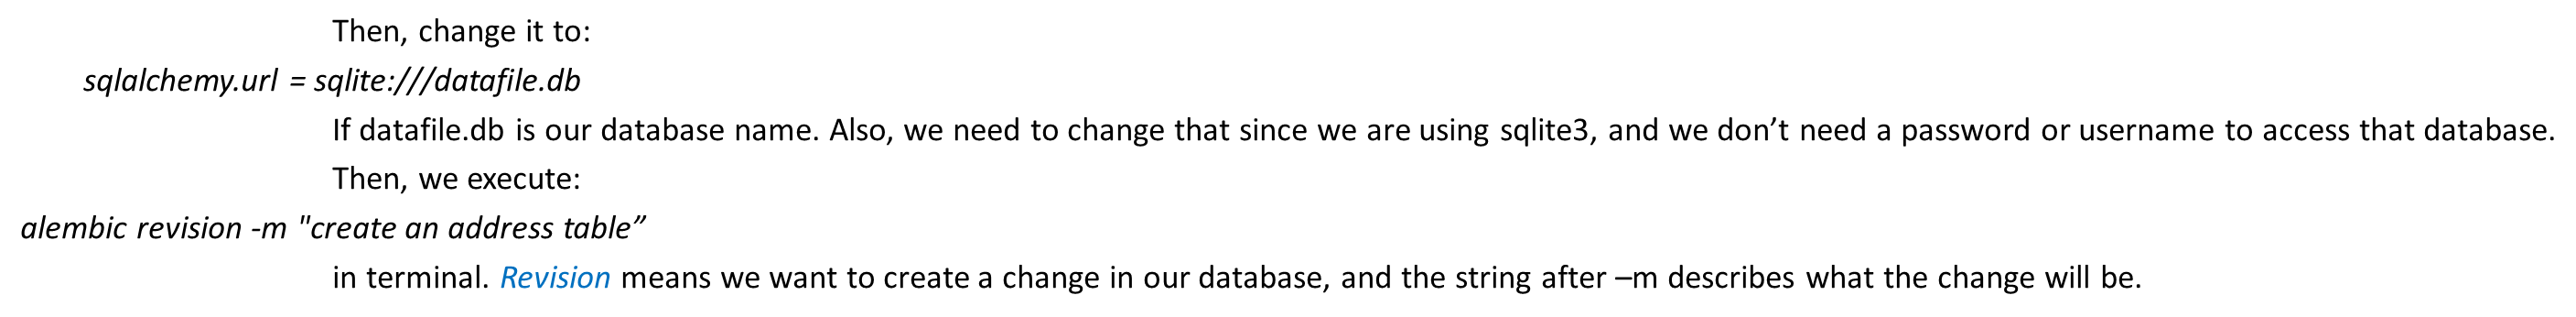 Then, change it to:
sqlalchemy.url = sqlite:///datafile.db
If datafile.db is our database name. Also, we need to change that since we are using sqlite3, and we don’t need a password or username to access that database.
Then, we execute:
alembic revision -m "create an address table”
in terminal. Revision means we want to create a change in our database, and the string after –m describes what the change will be.